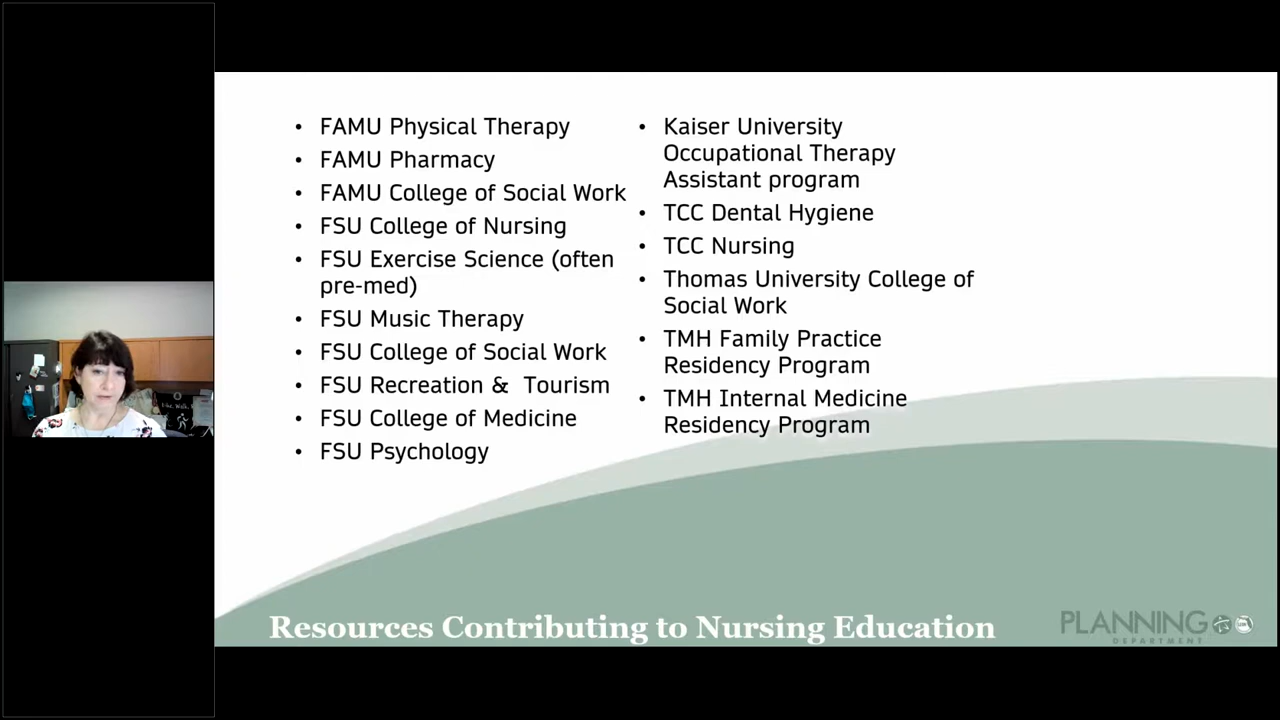 • FAMU Physical Therapy
• FAMU Pharmacy
• FAMU College of Social Work
• FSU College of Nursing
• FSU Exercise Science (often
pre-med)
• FSU Music Therapy
• FSU College of Social Work
• FSU Recreation & Tourism
• FSU College of Medicine
• FSU Psychology
• Kaiser University
Occupational Therapy
Assistant program
• TCC Dental Hygiene
• TCC Nursing
• Thomas University College of
Social Work
• TMH Family Practice
Residency Program
• TMH Internal Medicine
Residency Program
Resources Contributing to Nursing Education
PLANNING
DEPARTMENT